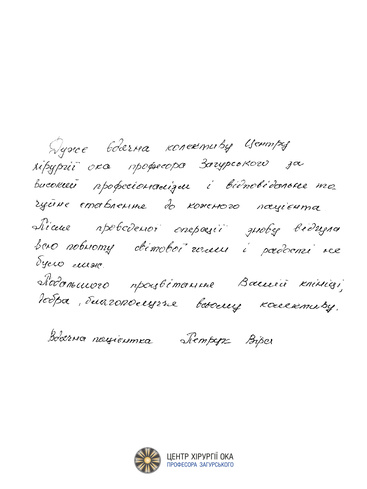 Дуже вдячна колективу Центру
хірургії ока професора Загурського за
високий професіоналізм і відповідальне та
чуйне ставлення до кожного пацієнта
Після проведеної операції знову відчула
всю повноту світової гами і радості не
було меж.
Подальшого процвітання Вашій клініці,
добра, благополуччя всьому колективу.
Вдячна пацієнтка Петрук Віра
ЦЕНТР ХІРУРГІЇ ОКА
ПРОФЕСОРА ЗАГУРСЬКОГО